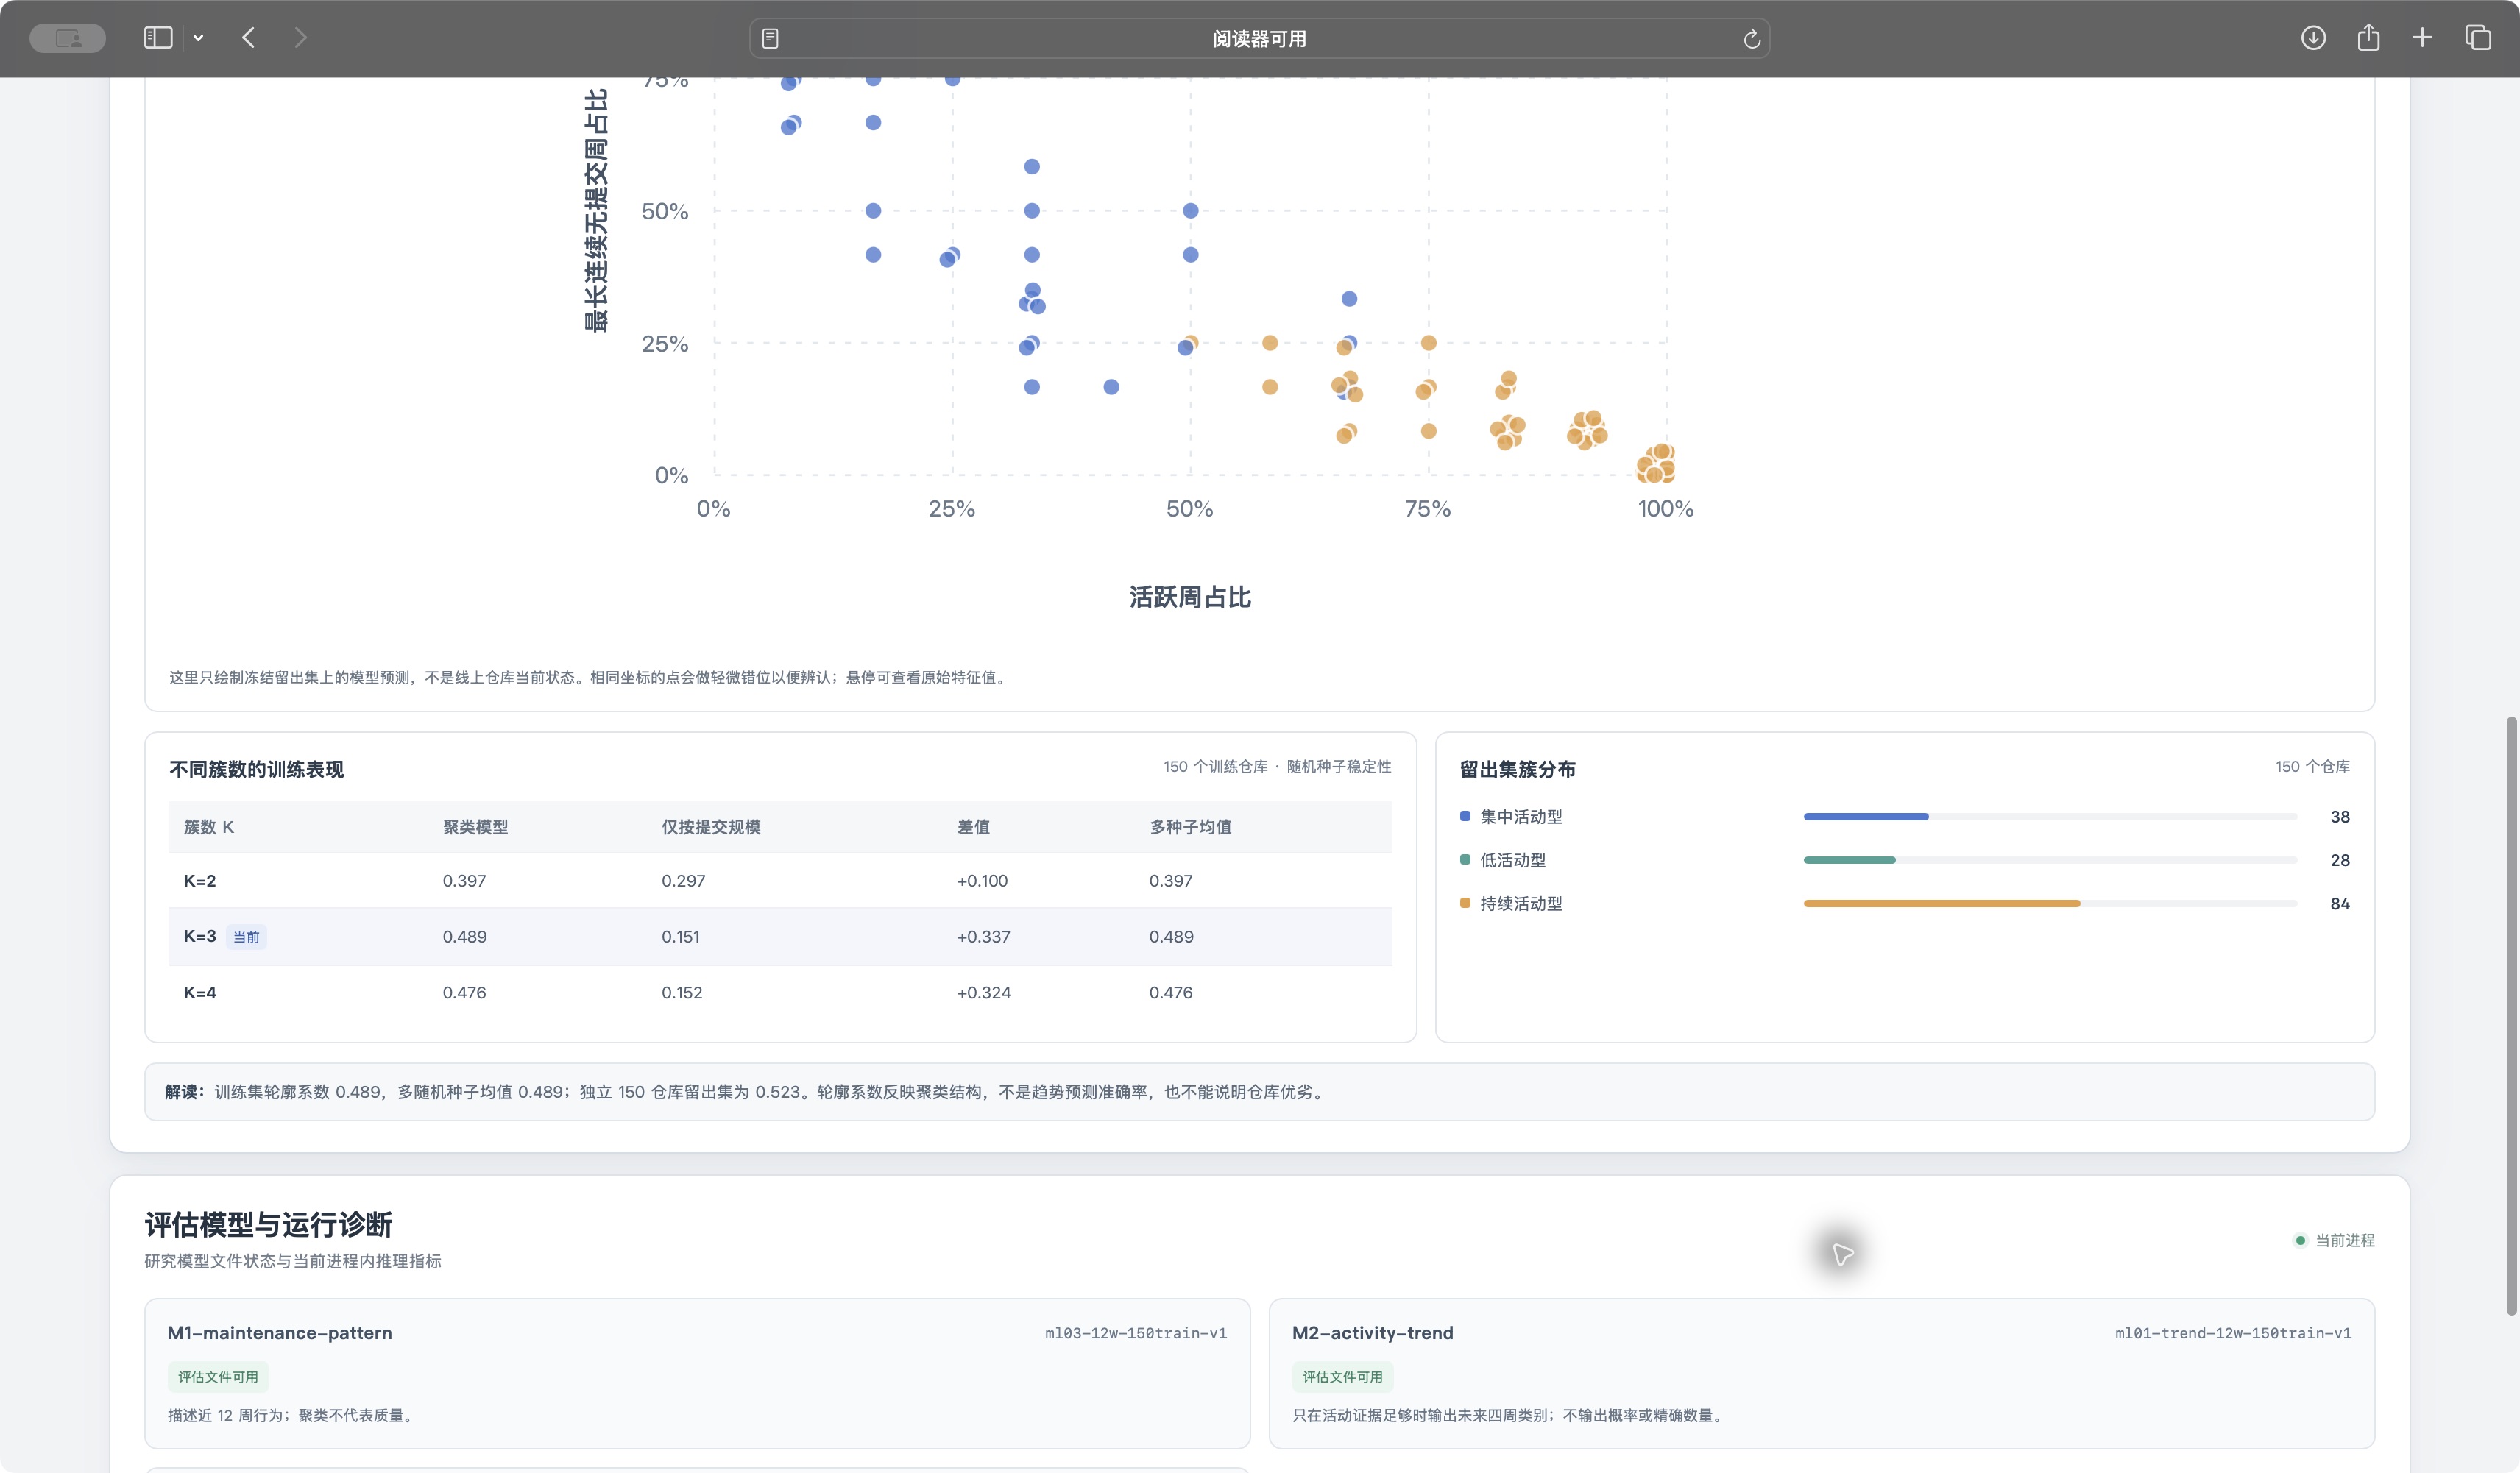 阅读器可用
75%
最长连续无提交周占比
50%
25%
0%
0%
25%
50%
75%
100%
活跃周占比
这里只绘制冻结留出集上的模型预测，不是线上仓库当前状态。相同坐标的点会做轻微错位以便辨认；悬停可查看原始特征值。
不同簇数的训练表现
150 个训练仓库 · 随机种子稳定性
簇数 K 聚类模型 仅按提交规模 差值 多种子均值
K=2 0.397 0.297 +0.100 0.397
K=3 当前 0.489 0.151 +0.337 0.489
K=4 0.476 0.152 +0.324 0.476
留出集簇分布
150 个仓库
集中活动型 38
低活动型 28
持续活动型 84
解读：训练集轮廓系数 0.489，多随机种子均值 0.489；独立 150 仓库留出集为 0.523。轮廓系数反映聚类结构，不是趋势预测准确率，也不能说明仓库优劣。
评估模型与运行诊断
研究模型文件状态与当前进程内推理指标
当前进程
M1-maintenance-pattern
ml03-12w-150train-v1
评估文件可用
描述近 12 周行为；聚类不代表质量。
M2-activity-trend
ml01-trend-12w-150train-v1
评估文件可用
只在活动证据足够时输出未来四周类别；不输出概率或精确数量。